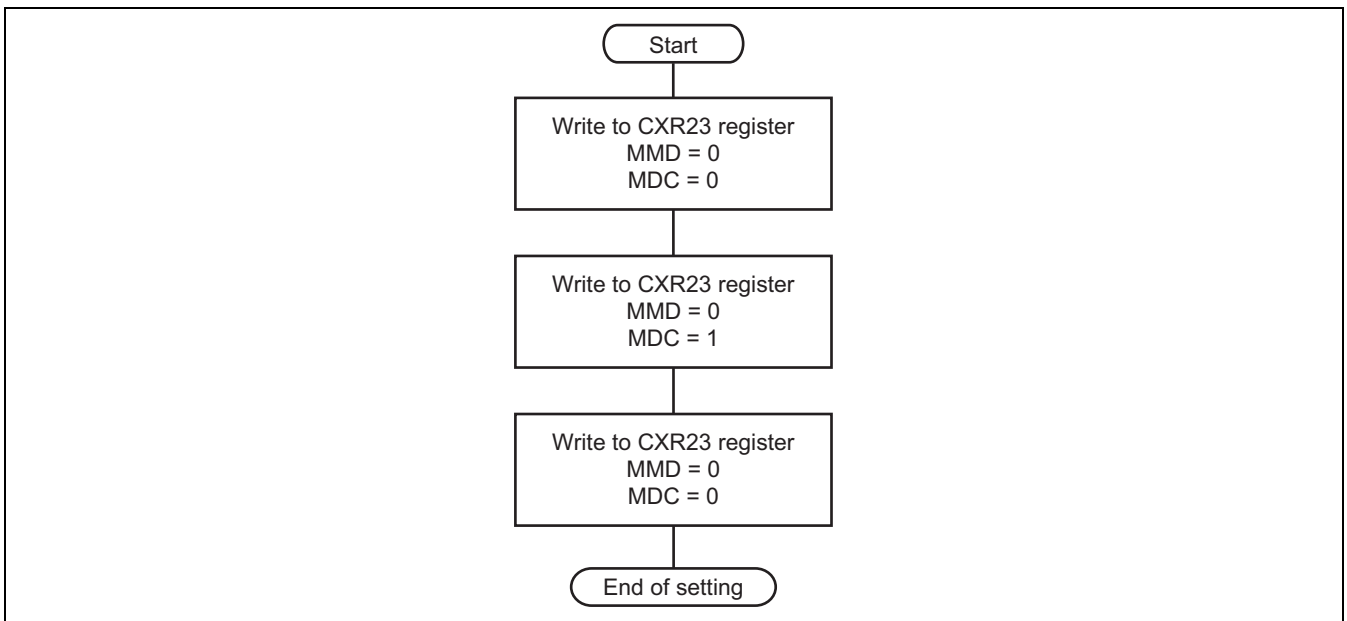 Start
Write to CXR23 register
MMD = 0
MDC = 0
Write to CXR23 register
MMD = 0
MDC = 1
Write to CXR23 register
MMD = 0
MDC = 0
End of setting